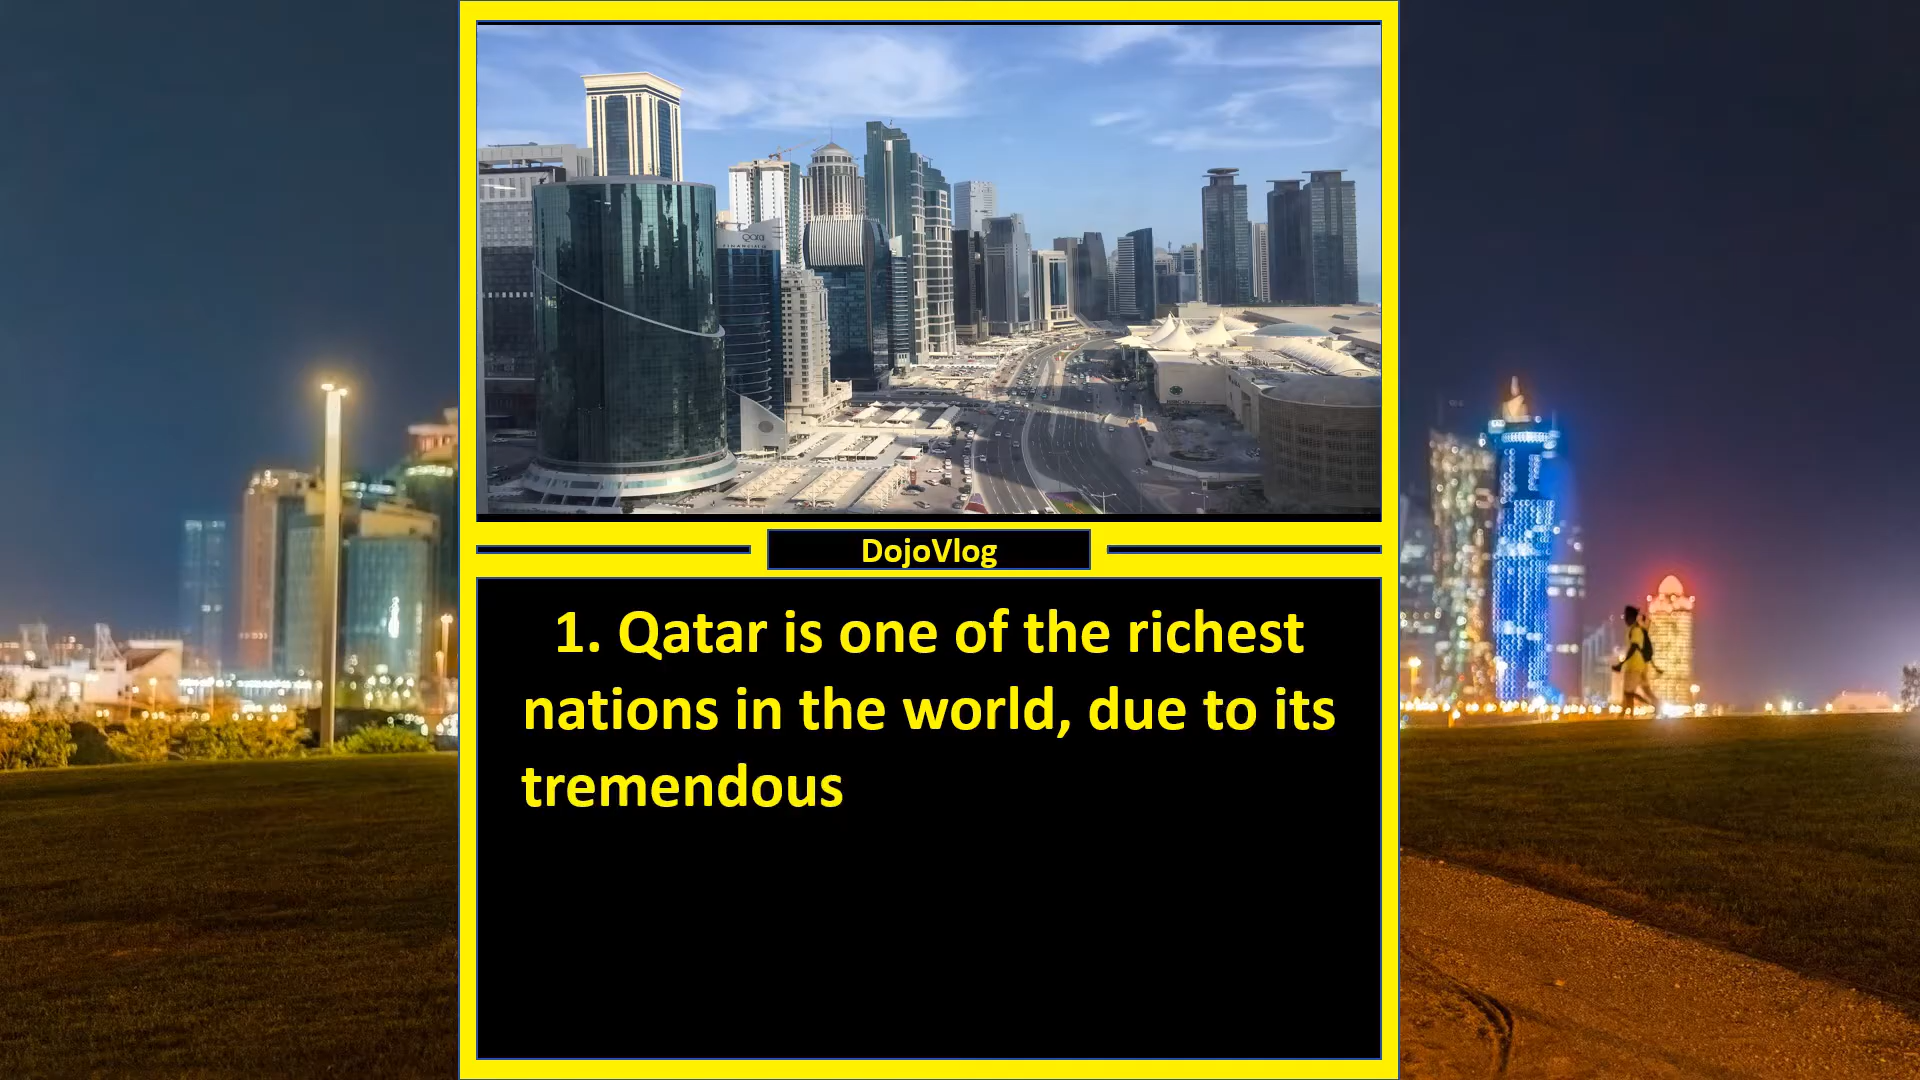 DojoVlog
1. Qatar is one of the richest
nations in the world, due to its
tremendous